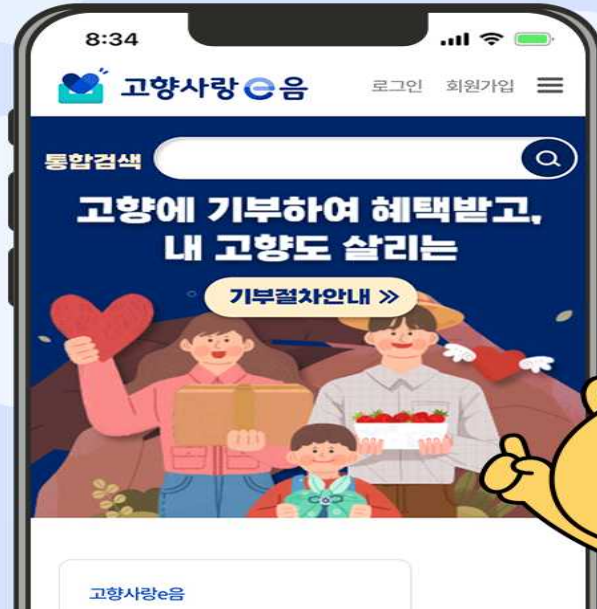 8:34
고향사랑e음 로그인 회원가입
통합검색
고향에 기부하여 혜택받고,
내 고향도 살리는
기부절차안내 »
고향사랑e음